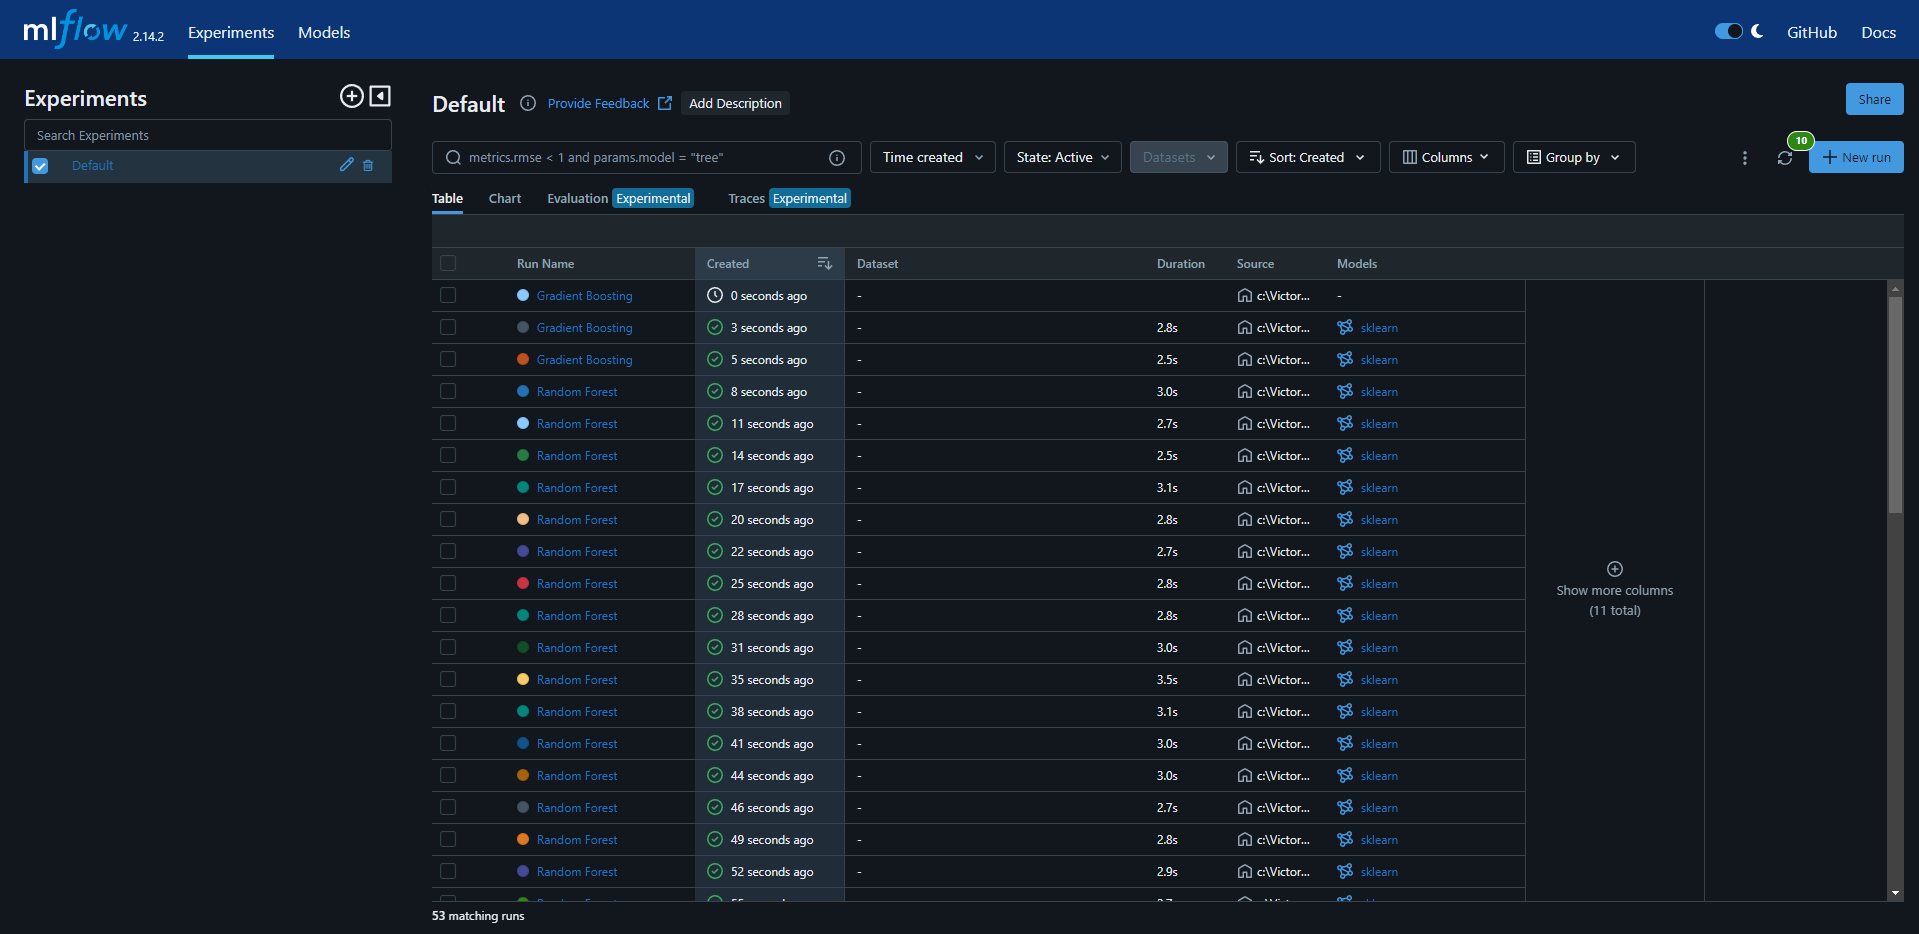 mlflow 2.14.2 Experiments Models GitHub Docs
Experiments
Search Experiments
Default
Default Provide Feedback Add Description Share
metrics.rmse < 1 and params.model = "tree" Time created State: Active Datasets Sort: Created Columns Group by 10 New run
Table Chart Evaluation Experimental Traces Experimental
Run Name Created Dataset Duration Source Models
Gradient Boosting 0 seconds ago - c:\Victor... -
Gradient Boosting 3 seconds ago - 2.8s c:\Victor... sklearn
Gradient Boosting 5 seconds ago - 2.5s c:\Victor... sklearn
Random Forest 8 seconds ago - 3.0s c:\Victor... sklearn
Random Forest 11 seconds ago - 2.7s c:\Victor... sklearn
Random Forest 14 seconds ago - 2.5s c:\Victor... sklearn
Random Forest 17 seconds ago - 3.1s c:\Victor... sklearn
Random Forest 20 seconds ago - 2.8s c:\Victor... sklearn
Random Forest 22 seconds ago - 2.7s c:\Victor... sklearn
Random Forest 25 seconds ago - 2.8s c:\Victor... sklearn
Random Forest 28 seconds ago - 2.8s c:\Victor... sklearn
Random Forest 31 seconds ago - 3.0s c:\Victor... sklearn
Random Forest 35 seconds ago - 3.5s c:\Victor... sklearn
Random Forest 38 seconds ago - 3.1s c:\Victor... sklearn
Random Forest 41 seconds ago - 3.0s c:\Victor... sklearn
Random Forest 44 seconds ago - 3.0s c:\Victor... sklearn
Random Forest 46 seconds ago - 2.7s c:\Victor... sklearn
Random Forest 49 seconds ago - 2.8s c:\Victor... sklearn
Random Forest 52 seconds ago - 2.9s c:\Victor... sklearn
Show more columns
(11 total)
53 matching runs